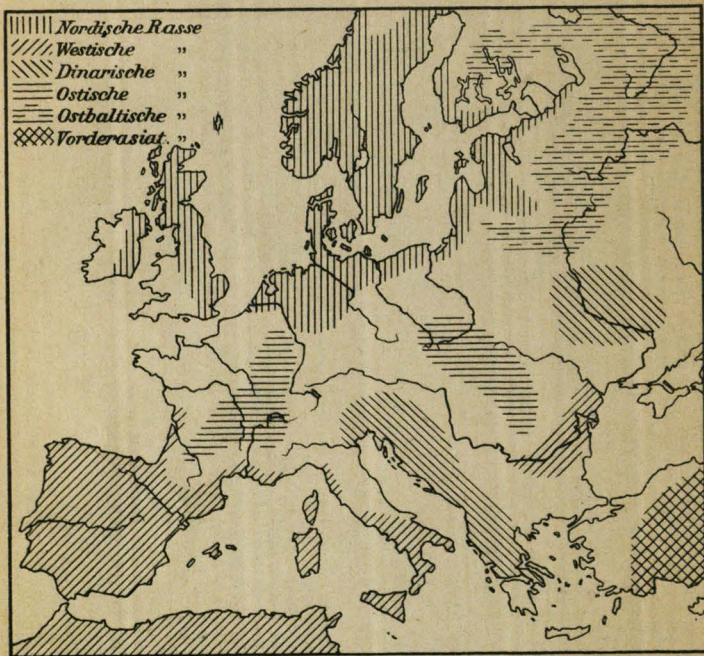 Nordische Rasse
Westische „
Dinarische „
Ostische „
Ostbaltische „
Vorderasiat. „